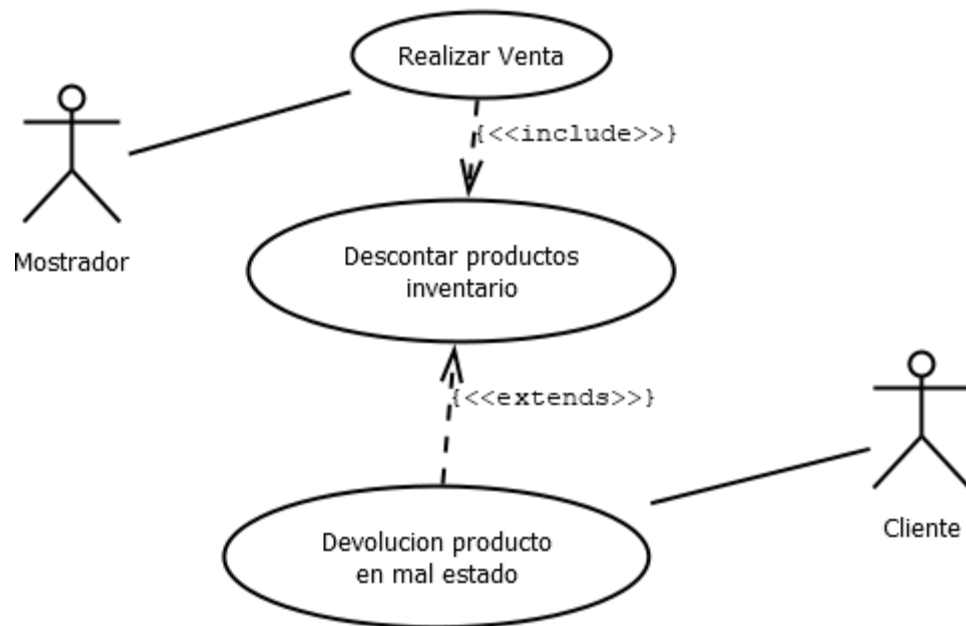 Realizar Venta
{<<include>>}
Mostrador
Descontar productos
inventario
{<<extends>>}
Cliente
Devolucion producto
en mal estado